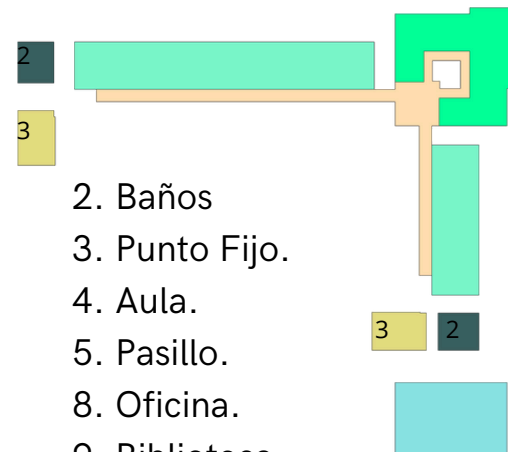 2
3
2. Baños
3. Punto Fijo.
4. Aula.
5. Pasillo.
3 2
8. Oficina.